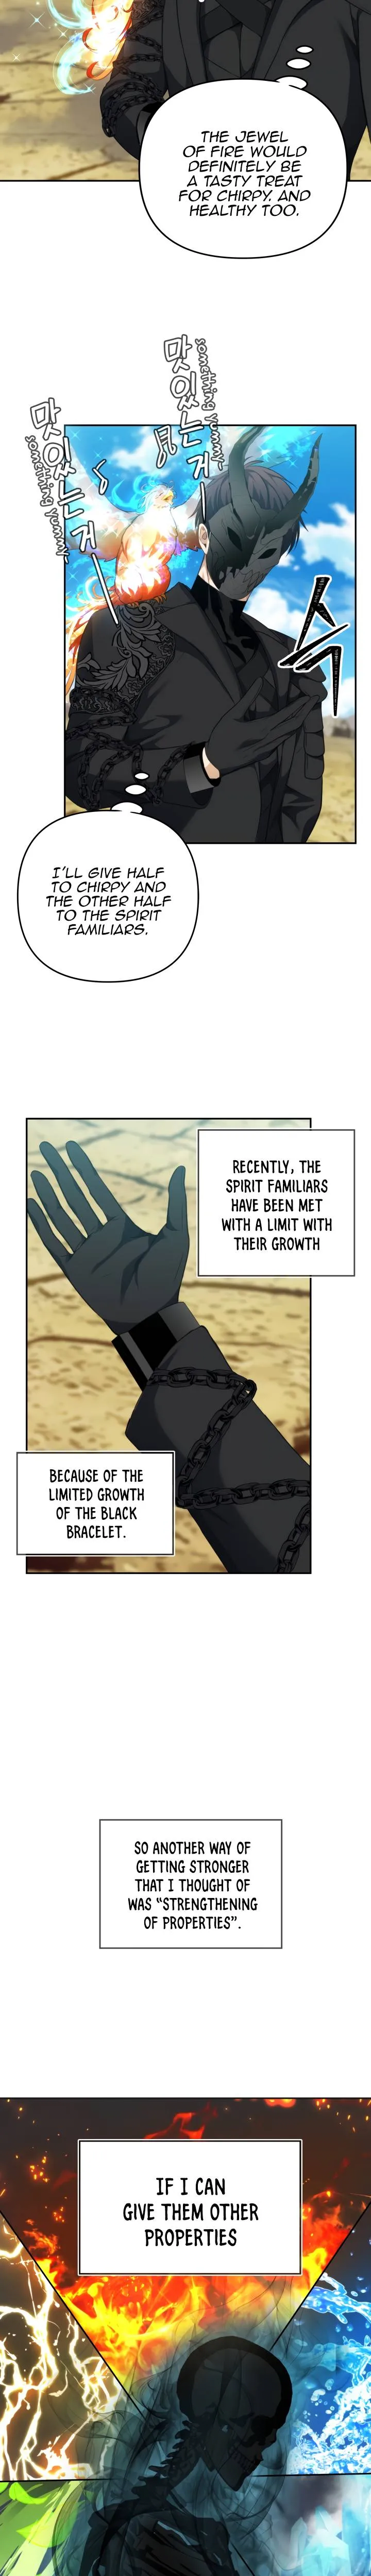 THE JEWEL
OF FIRE WOULD
DEFINITELY BE
A TASTY TREAT
FOR CHIRPY, AND
HEALTHY TOO.
맛있는거
something yummy~
맛있는거
something yummy~
I'LL GIVE HALF
TO CHIRPY AND
THE OTHER HALF
TO THE SPIRIT
FAMILIARS.
RECENTLY, THE
SPIRIT FAMILIARS
HAVE BEEN MET
WITH A LIMIT WITH
THEIR GROWTH
BECAUSE OF THE
LIMITED GROWTH
OF THE BLACK
BRACELET.
SO ANOTHER WAY OF
GETTING STRONGER
THAT I THOUGHT OF
WAS “STRENGTHENING
OF PROPERTIES”.
IF I CAN
GIVE THEM OTHER
PROPERTIES